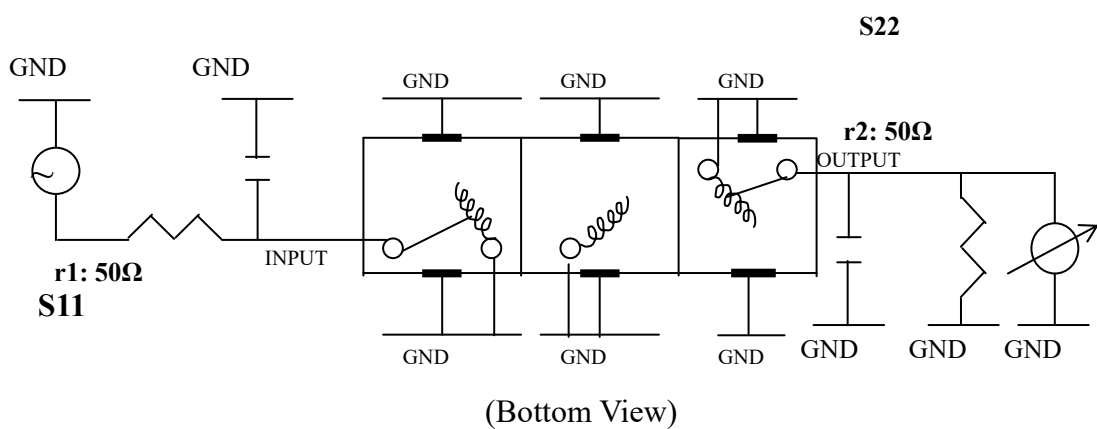 S22
GND
GND
GND
GND
GND
r2: 50Ω
OUTPUT
INPUT
r1: 50Ω
S11
GND
GND
GND
GND
GND
GND
(Bottom View)